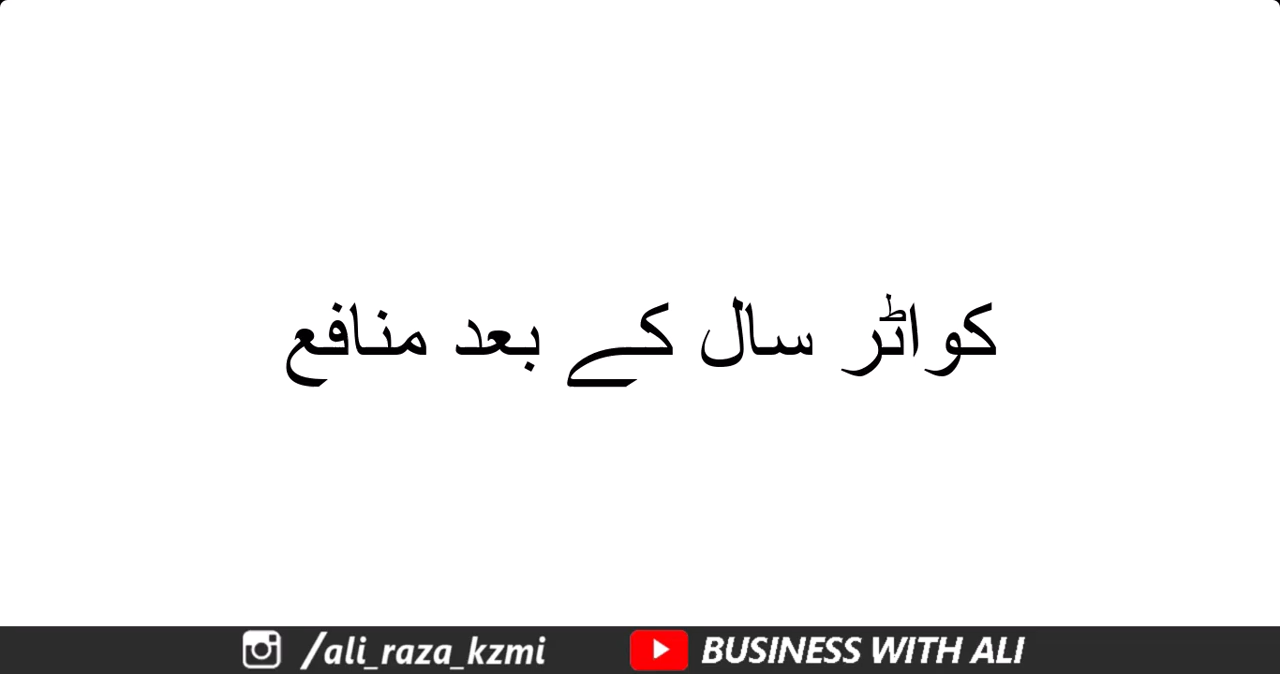 کواٹر سال کے بعد منافع
/ali_raza_kzmi
BUSINESS WITH ALI